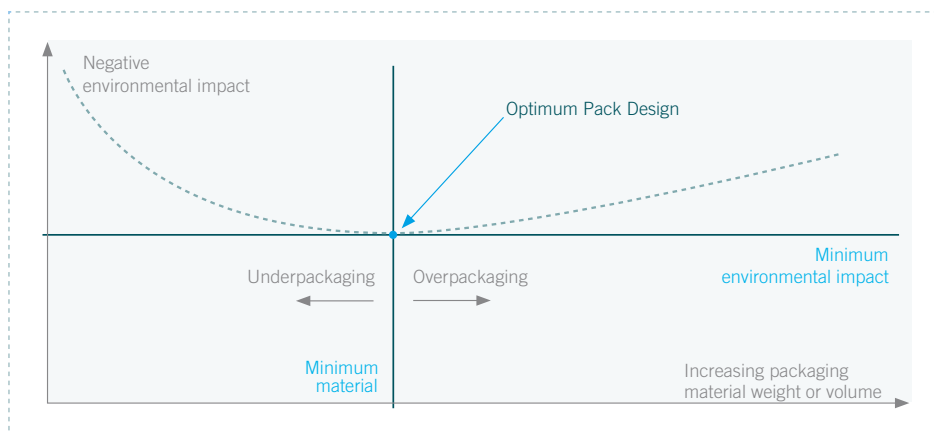 Negative
environmental impact
Optimum Pack Design
Minimum
environmental impact
Underpackaging
Overpackaging
Minimum
material
Increasing packaging
material weight or volume